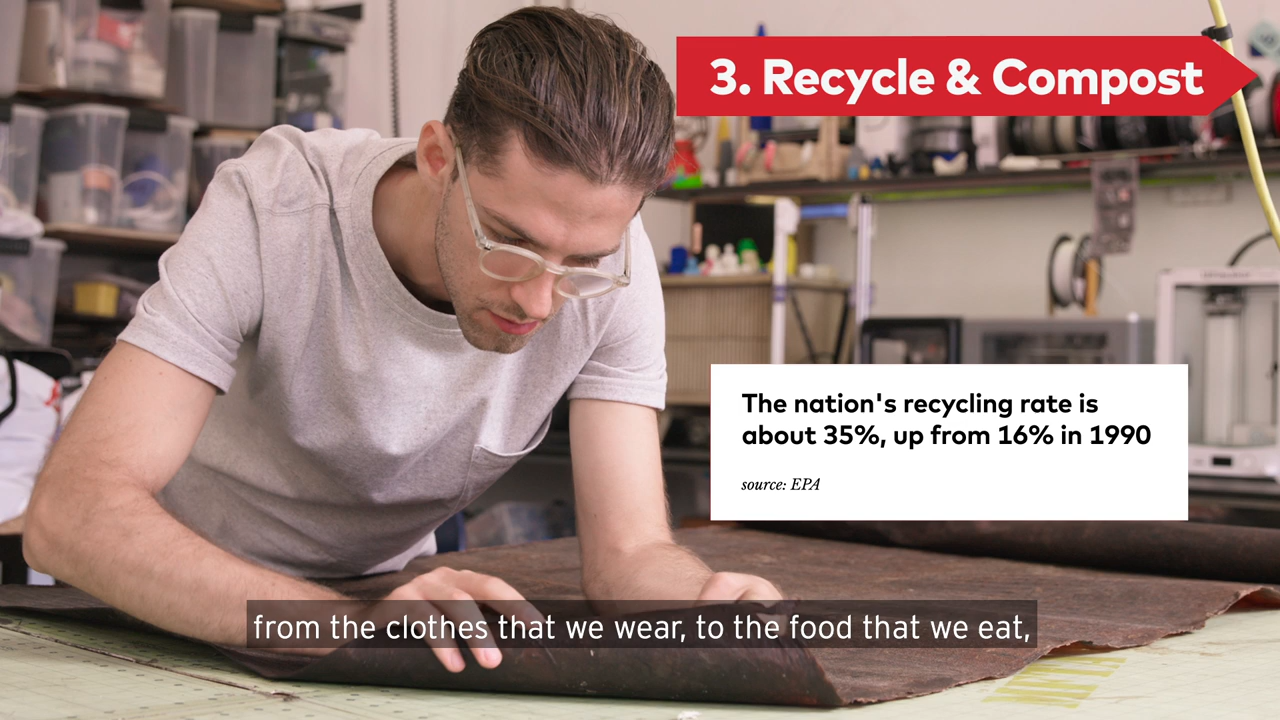 3. Recycle & Compost
The nation's recycling rate is
about 35%, up from 16% in 1990
source: EPA
from the clothes that we wear, to the food that we eat,